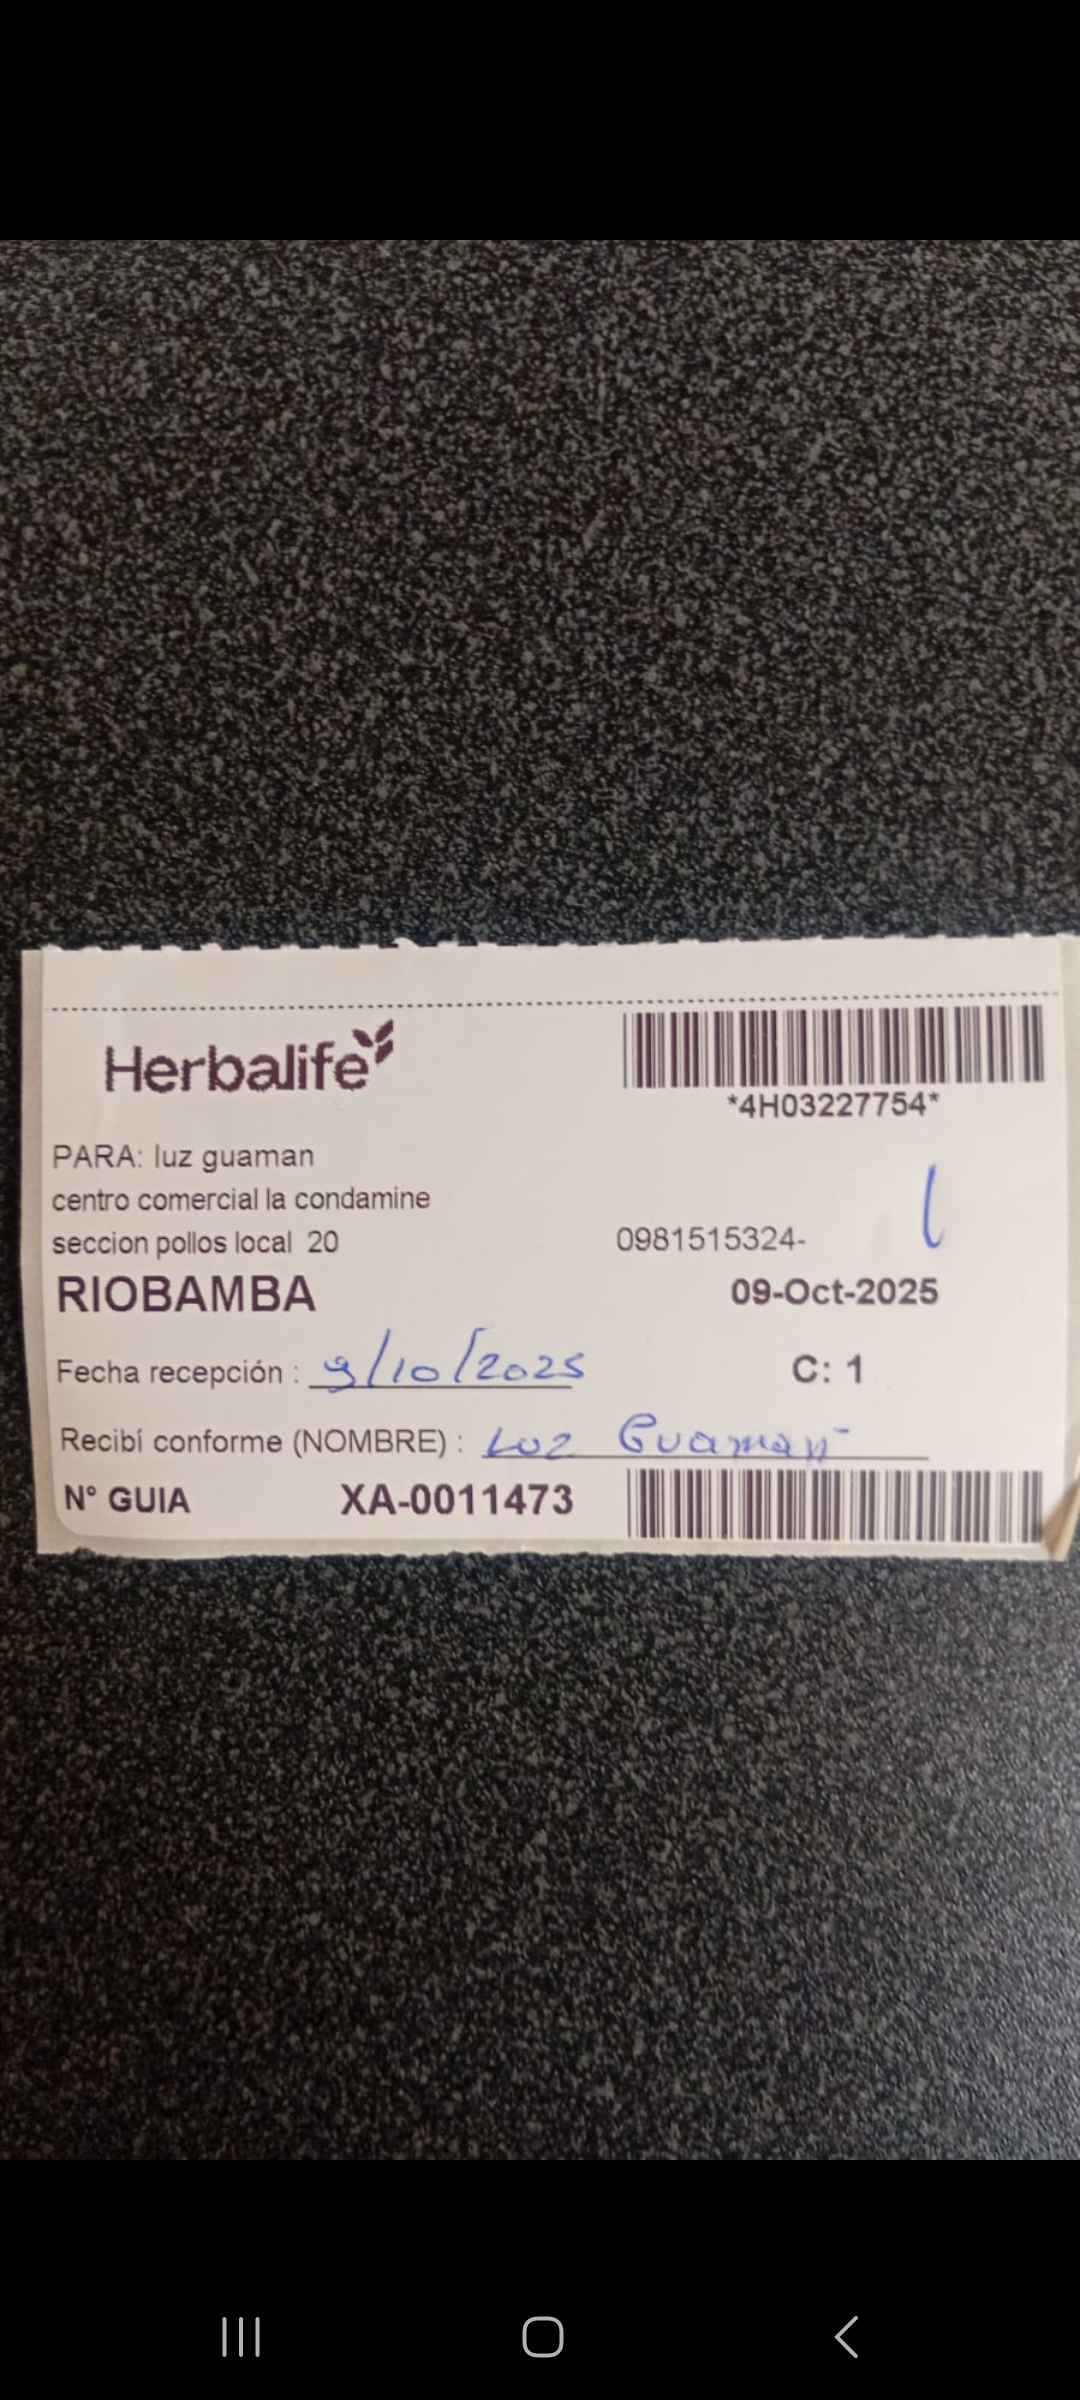 Herbalife
*4H03227754*
PARA: luz guaman
centro comercial la condamine
seccion pollos local 20
0981515324-
RIOBAMBA
09-Oct-2025
Fecha recepción : 9/10/2025
C: 1
Recibí conforme (NOMBRE) : Luz Guaman
N° GUIA XA-0011473